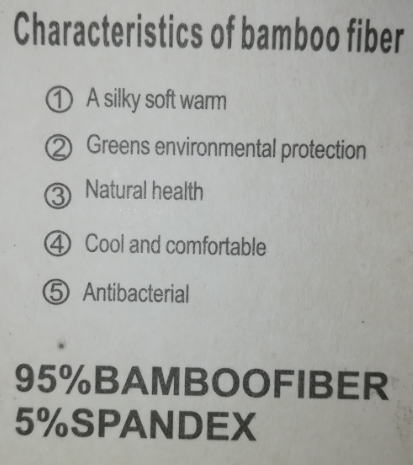 Characteristics of bamboo fiber
① A silky soft warm
② Greens environmental protection
③ Natural health
④ Cool and comfortable
⑤ Antibacterial
95%BAMBOOFIBER
5%SPANDEX